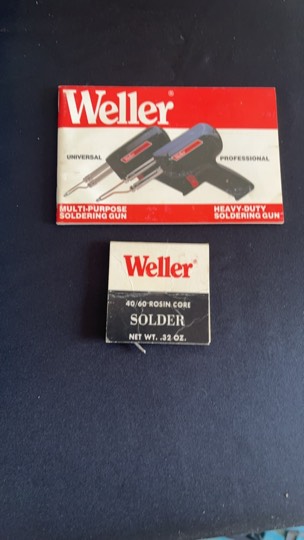 Weller®
UNIVERSAL
PROFESSIONAL
MULTI-PURPOSE
SOLDERING GUN
HEAVY-DUTY
SOLDERING GUN
Weller®
40/60 ROSIN CORE
SOLDER
NET WT. .32 OZ.